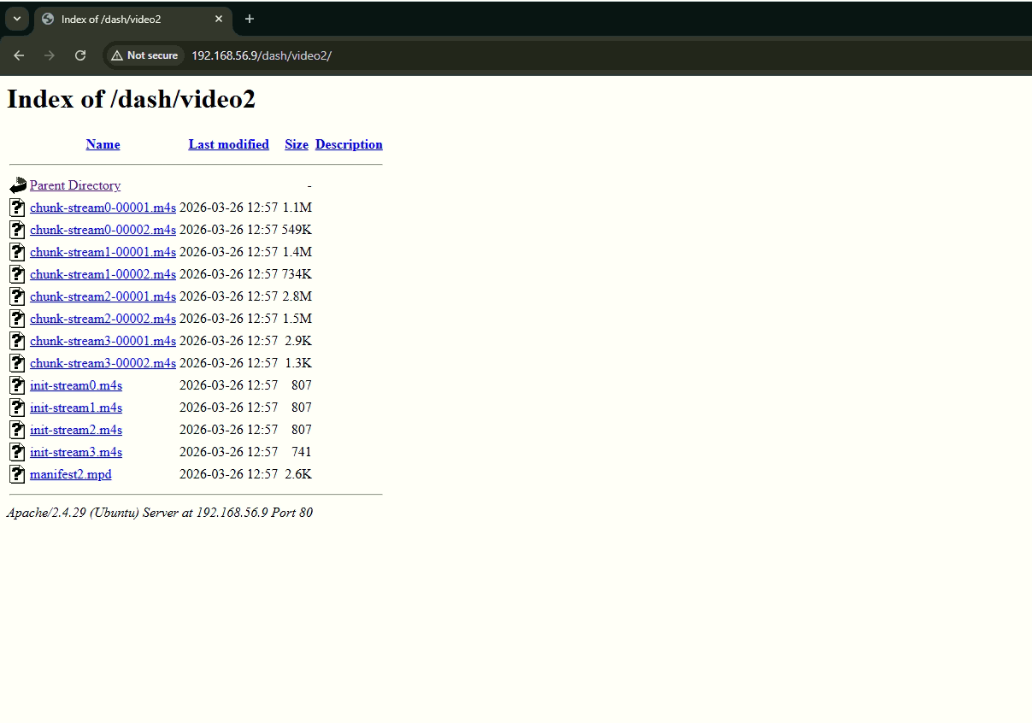 Index of /dash/video2
Not secure 192.168.56.9/dash/video2/
Index of /dash/video2
Name Last modified Size Description
Parent Directory -
chunk-stream0-00001.m4s 2026-03-26 12:57 1.1M
chunk-stream0-00002.m4s 2026-03-26 12:57 549K
chunk-stream1-00001.m4s 2026-03-26 12:57 1.4M
chunk-stream1-00002.m4s 2026-03-26 12:57 734K
chunk-stream2-00001.m4s 2026-03-26 12:57 2.8M
chunk-stream2-00002.m4s 2026-03-26 12:57 1.5M
chunk-stream3-00001.m4s 2026-03-26 12:57 2.9K
chunk-stream3-00002.m4s 2026-03-26 12:57 1.3K
init-stream0.m4s 2026-03-26 12:57 807
init-stream1.m4s 2026-03-26 12:57 807
init-stream2.m4s 2026-03-26 12:57 807
init-stream3.m4s 2026-03-26 12:57 741
manifest2.mpd 2026-03-26 12:57 2.6K
Apache/2.4.29 (Ubuntu) Server at 192.168.56.9 Port 80